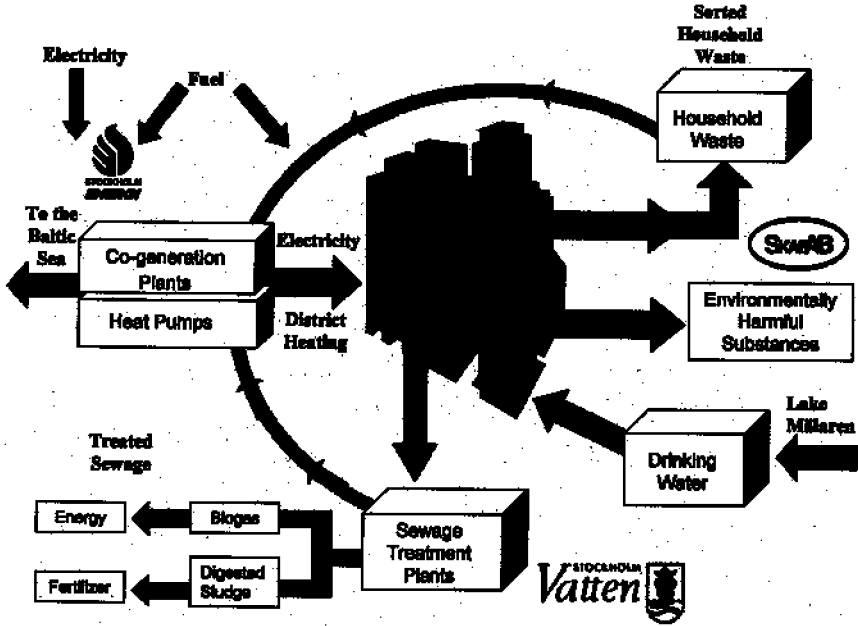 Sorted
Household
Waste
Electricity
Fuel
Household
Waste
STOCKHOLM
ENERGY
To the
Baltic
Sea
Co-generation
Plants
Electricity
SKAFAB
Heat Pumps
District
Heating
Environmentally
Harmful
Substances
Lake
Mälaren
Treated
Sewage
Drinking
Water
Energy
Biogas
Sewage
Treatment
Plants
Fertilizer
Digested
Sludge
STOCKHOLM
Vatten